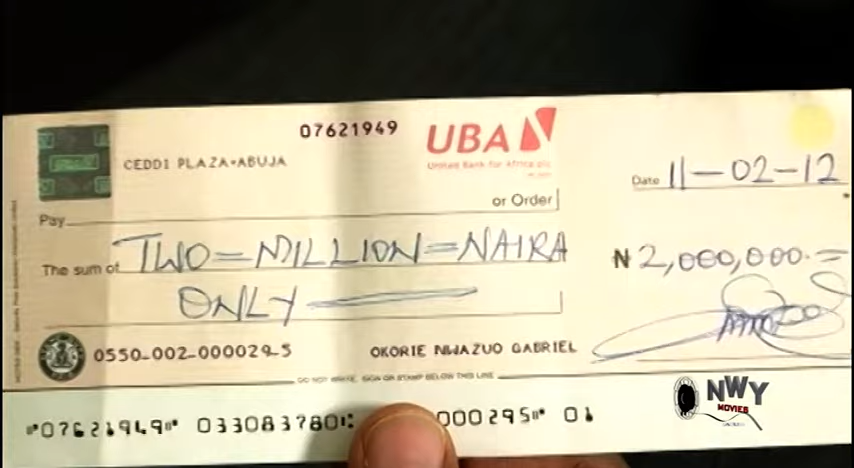 07621949
UBA
United Bank for Africa plc
CEDDI PLAZA-ABUJA
Date 11-02-12
or Order
Pay
The sum of TWO=MILLION=NAIRA
₦ 2,000,000.=
ONLY
0550-002-0000295
OKORIE NWAZUO GABRIEL
DO NOT WRITE, SIGN OR STAMP BELOW THIS LINE
⑈07621949⑈ 033083780⑆ 000295⑈ 01
NWY
MOVIES